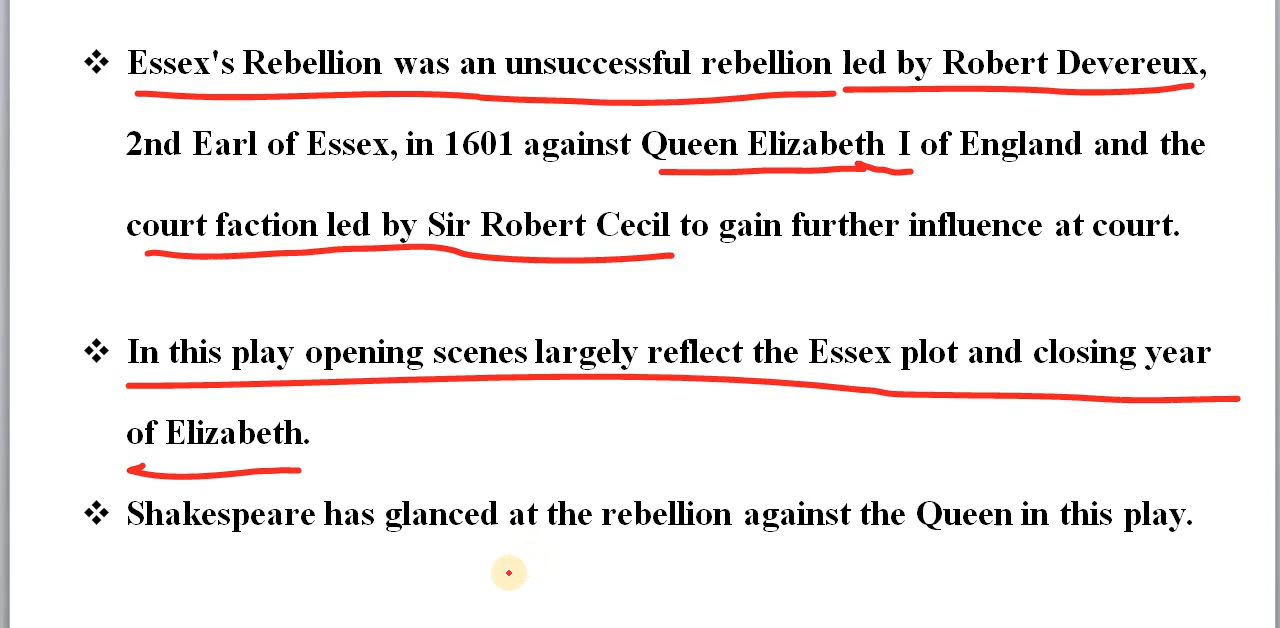 ❖ Essex's Rebellion was an unsuccessful rebellion led by Robert Devereux,
2nd Earl of Essex, in 1601 against Queen Elizabeth I of England and the
court faction led by Sir Robert Cecil to gain further influence at court.
❖ In this play opening scenes largely reflect the Essex plot and closing year
of Elizabeth.
❖ Shakespeare has glanced at the rebellion against the Queen in this play.